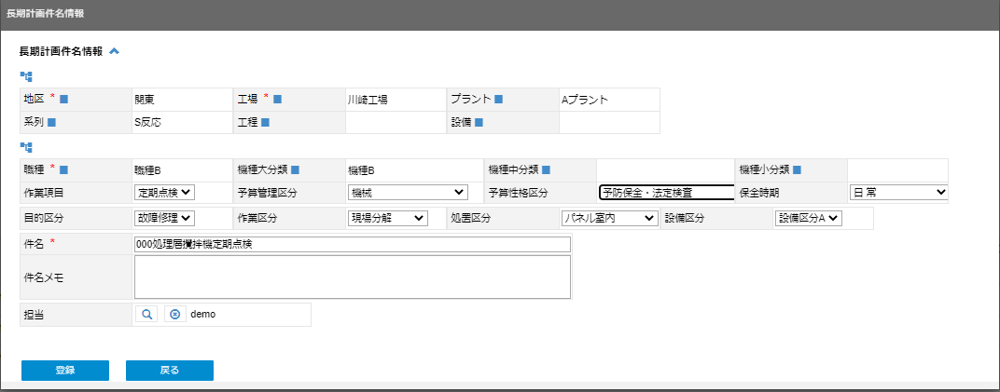 長期計画件名情報
長期計画件名情報
地区 * 関東 工場 * 川崎工場 プラント Aプラント
系列 S反応 工程 設備
職種 * 職種B 機種大分類 機種B 機種中分類 機種小分類
作業項目 定期点検 予算管理区分 機械 予算性格区分 予防保全・法定検査 保全時期 日常
目的区分 故障修理 作業区分 現場分解 処置区分 パネル室内 設備区分 設備区分A
件名 * 000処理層攪拌機定期点検
件名メモ
担当 demo
登録 戻る